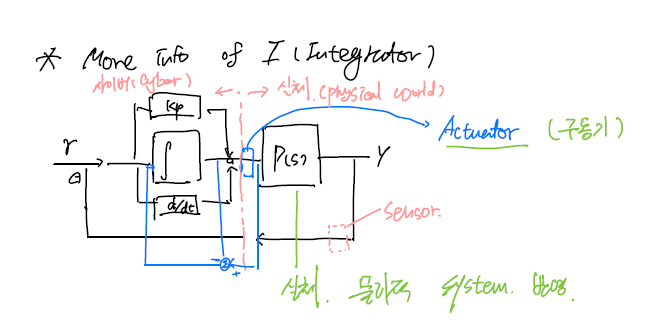 * More Info of I (Integrator)
사이버(Cyber) ← → 실체. (physical world)
Kp
Actuator (구동기)
r ∫ P(s) Y
⊖
d/dt
Sensor.
2
+
실체. 물리적 system. 반영.